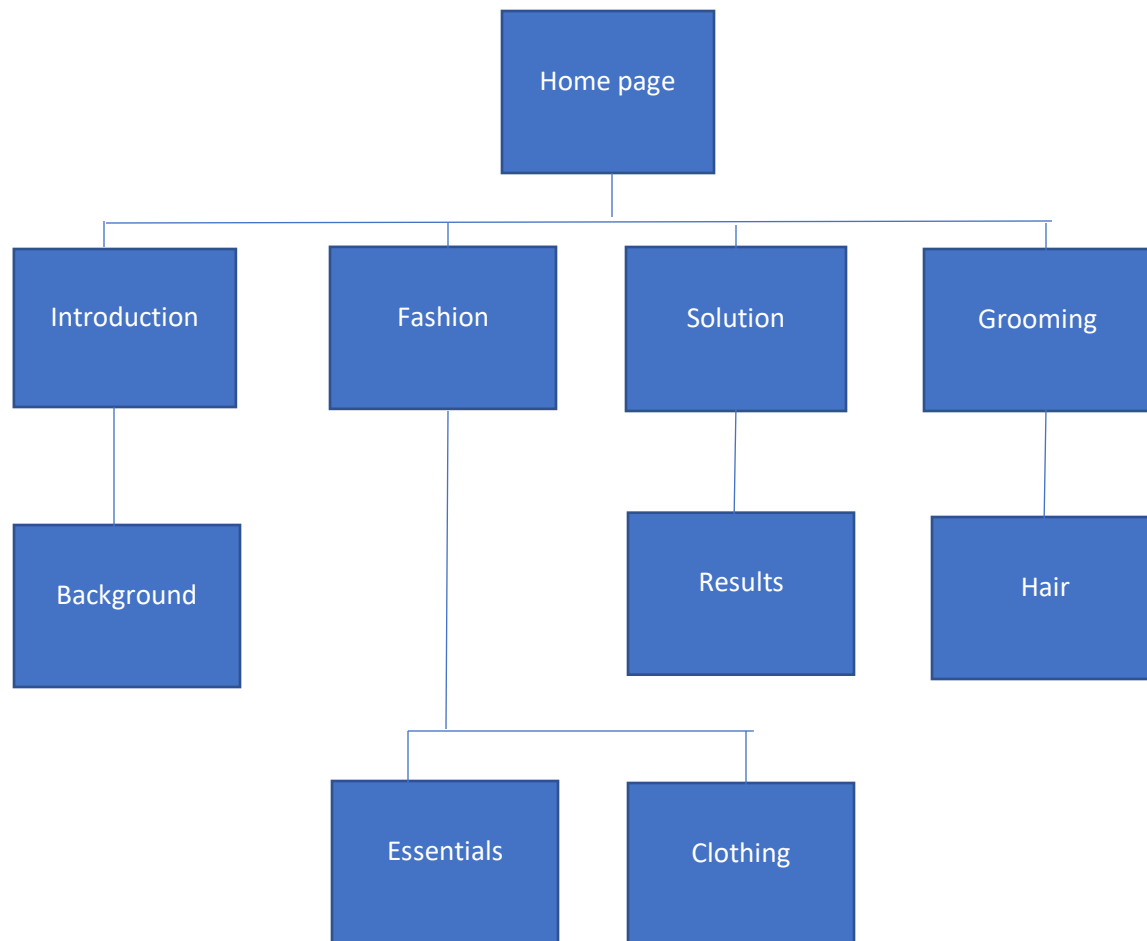 Home page
Introduction
Fashion
Solution
Grooming
Background
Results
Hair
Essentials
Clothing